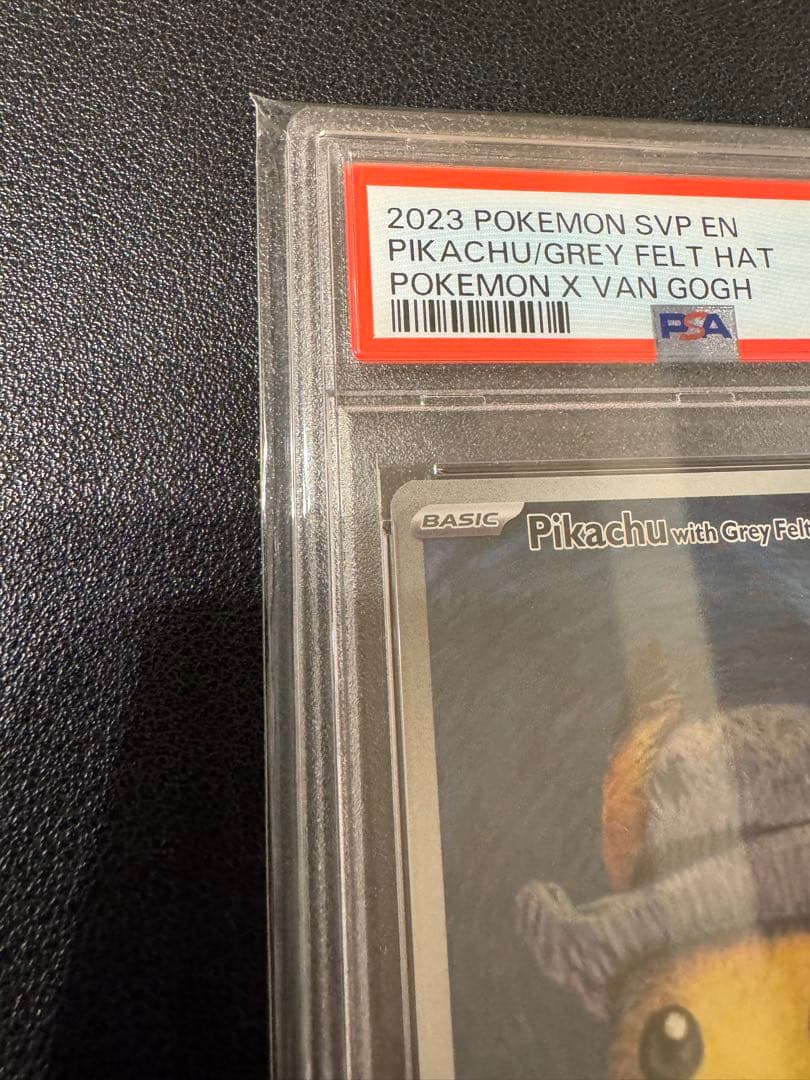 2023 POKEMON SVP EN
PIKACHU/GREY FELT HAT
POKEMON X VAN GOGH
PSA
BASIC Pikachu with Grey Felt